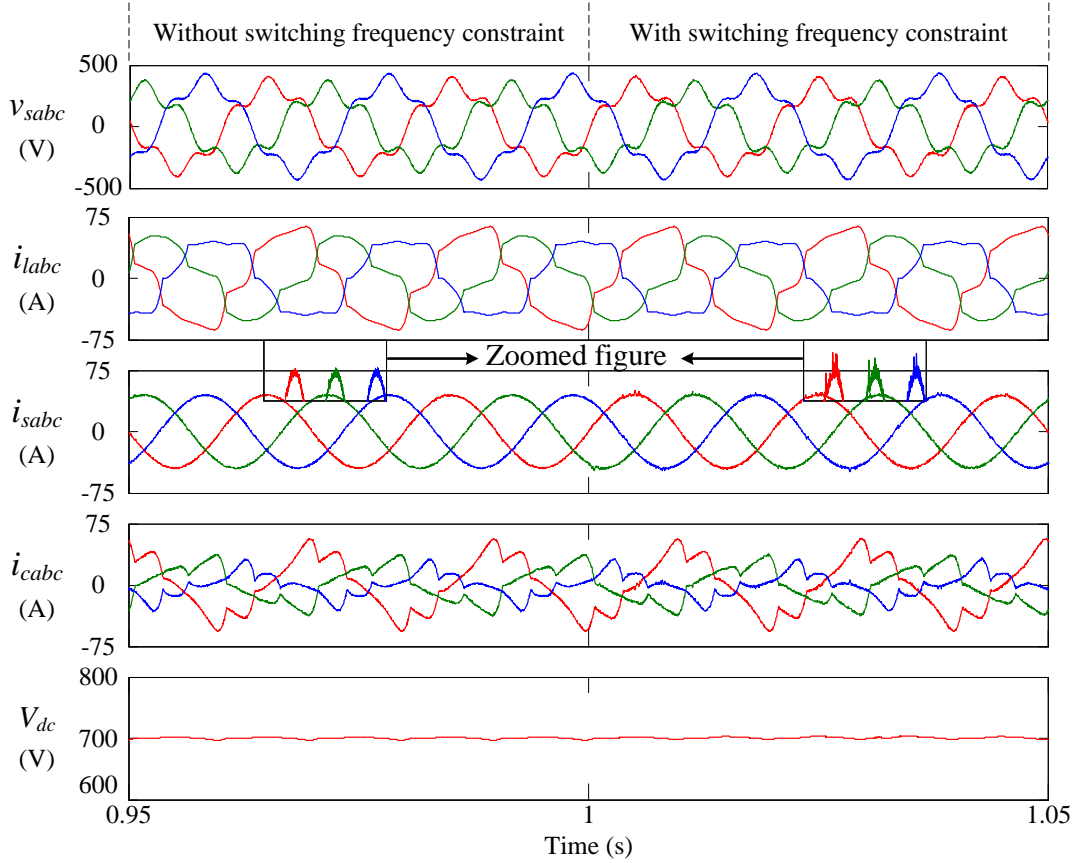 Without switching frequency constraint With switching frequency constraint
500
v_sabc 0
(V)
-500
75
i_labc 0
(A)
-75
Zoomed figure
75
i_sabc 0
(A)
-75
75
i_cabc 0
(A)
-75
800
V_dc 700
(V)
600
0.95 1 1.05
Time (s)